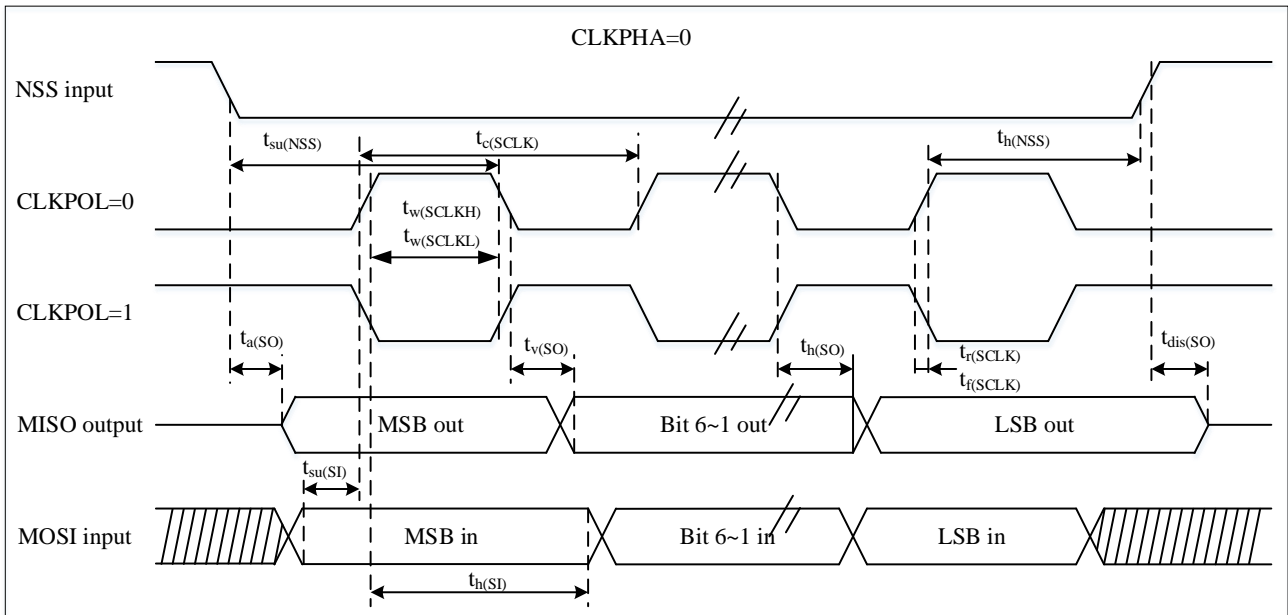 CLKPHA=0
NSS input
tsu(NSS)
tc(SCLK)
th(NSS)
CLKPOL=0
tw(SCLKH)
tw(SCLKL)
CLKPOL=1
ta(SO)
tv(SO)
th(SO)
tr(SCLK)
tf(SCLK)
tdis(SO)
MISO output
MSB out
Bit 6~1 out
LSB out
tsu(SI)
MOSI input
MSB in
Bit 6~1 in
LSB in
th(SI)